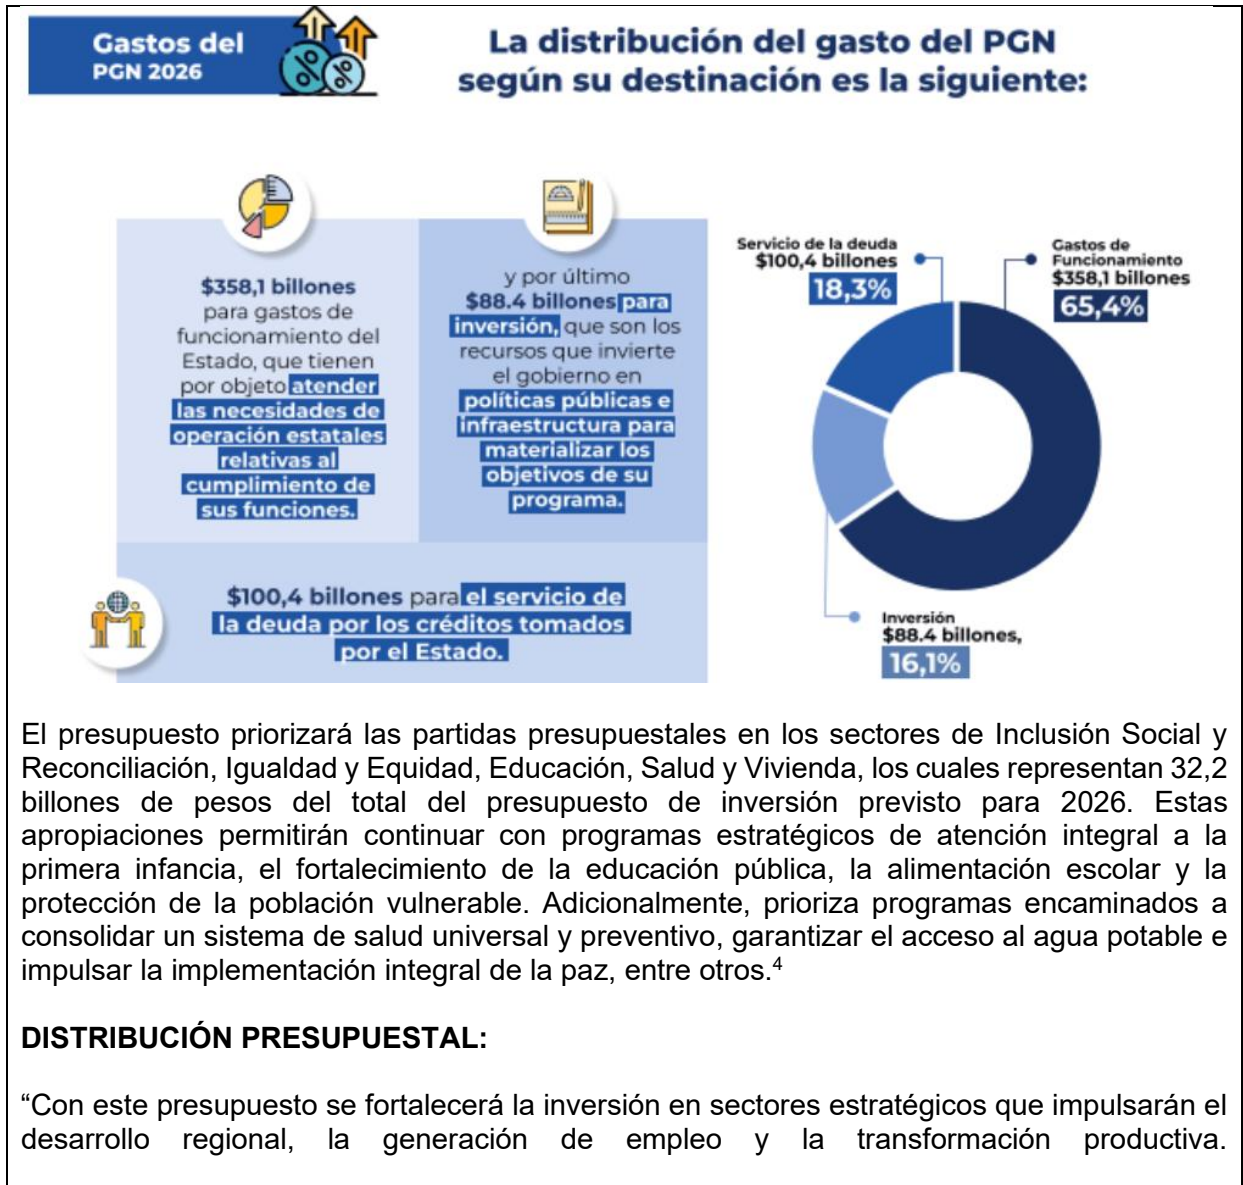 Gastos del
PGN 2026
La distribución del gasto del PGN
según su destinación es la siguiente:
$358,1 billones
para gastos de
funcionamiento del
Estado, que tienen
por objeto atender
las necesidades de
operación estatales
relativas al
cumplimiento de
sus funciones.
y por último
$88.4 billones para
inversión, que son los
recursos que invierte
el gobierno en
políticas públicas e
infraestructura para
materializar los
objetivos de su
programa.
$100,4 billones para el servicio de
la deuda por los créditos tomados
por el Estado.
Servicio de la deuda
$100,4 billones
18,3%
Gastos de
Funcionamiento
$358,1 billones
65,4%
Inversión
$88.4 billones,
16,1%
El presupuesto priorizará las partidas presupuestales en los sectores de Inclusión Social y
Reconciliación, Igualdad y Equidad, Educación, Salud y Vivienda, los cuales representan 32,2
billones de pesos del total del presupuesto de inversión previsto para 2026. Estas
apropiaciones permitirán continuar con programas estratégicos de atención integral a la
primera infancia, el fortalecimiento de la educación pública, la alimentación escolar y la
protección de la población vulnerable. Adicionalmente, prioriza programas encaminados a
consolidar un sistema de salud universal y preventivo, garantizar el acceso al agua potable e
impulsar la implementación integral de la paz, entre otros.4
DISTRIBUCIÓN PRESUPUESTAL:
“Con este presupuesto se fortalecerá la inversión en sectores estratégicos que impulsarán el
desarrollo regional, la generación de empleo y la transformación productiva.